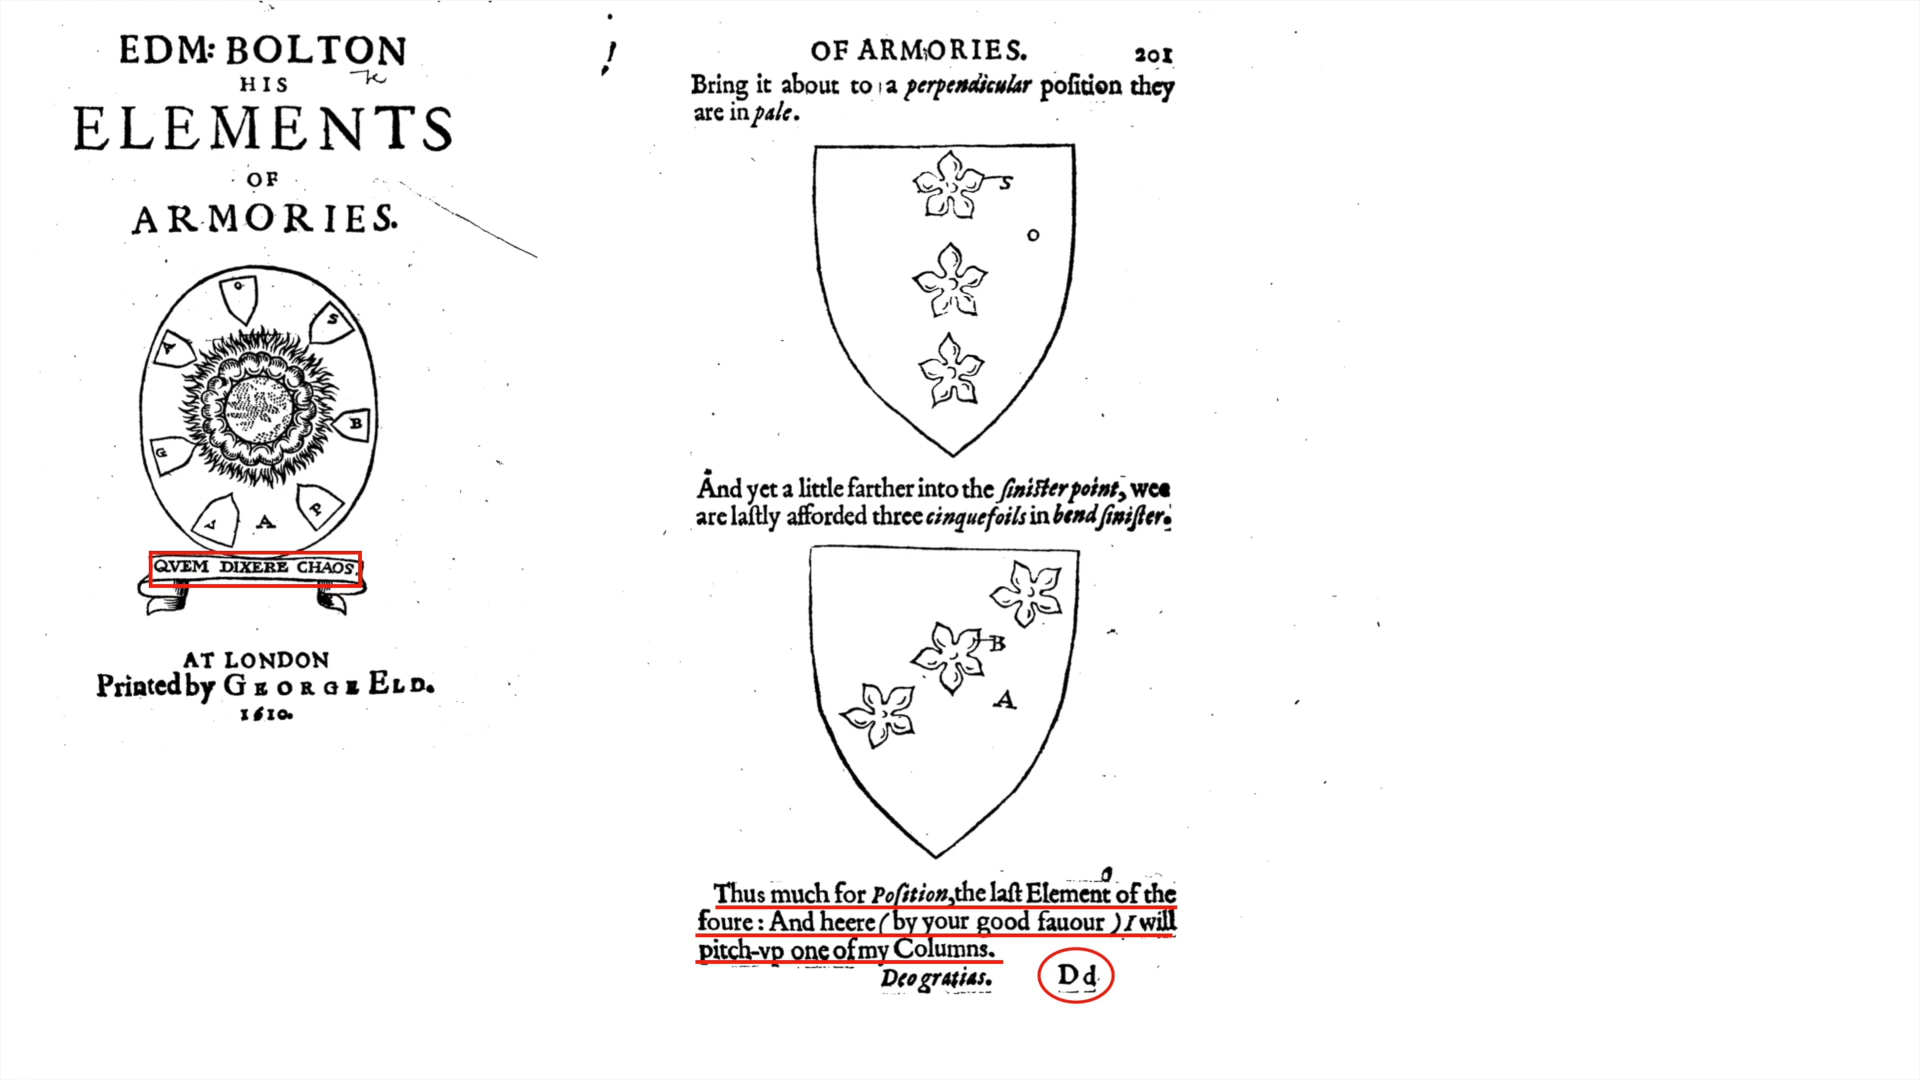 EDM: BOLTON
HIS
ELEMENTS
OF
ARMORIES.
O
S
A
B
G
P
V
A
QVEM DIXERE CHAOS.
AT LONDON
Printed by GEORGE ELD.
1610.
OF ARMORIES. 201
Bring it about to a perpendicular poſition they
are in pale.
S
O
And yet a little farther into the ſiniſter point, wee
are laſtly afforded three cinquefoils in bend ſiniſter.
B
A
Thus much for Poſition, the laſt Element of the
foure: And heere (by your good fauour) I will
pitch-vp one of my Columns.
Deo gratias. Dd